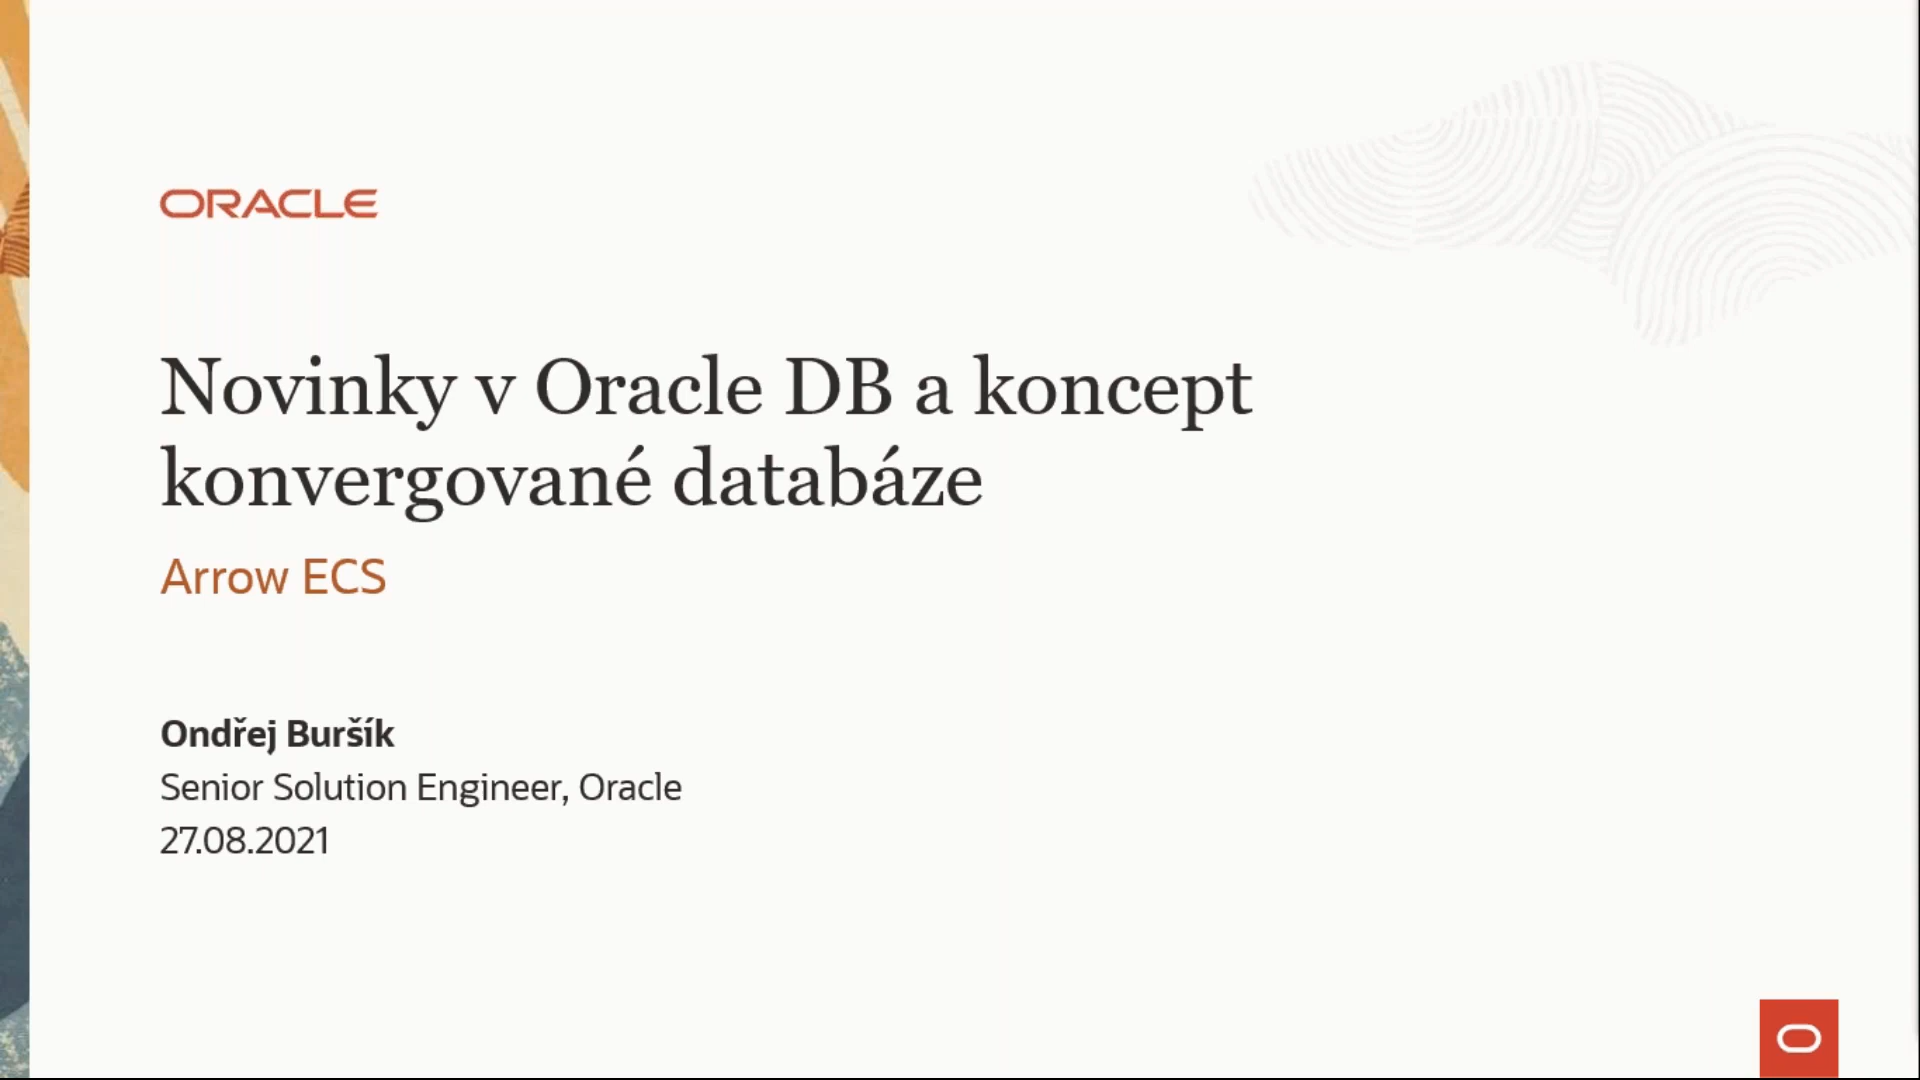 ORACLE
Novinky v Oracle DB a koncept
konvergované databáze
Arrow ECS
Ondřej Buršík
Senior Solution Engineer, Oracle
27.08.2021